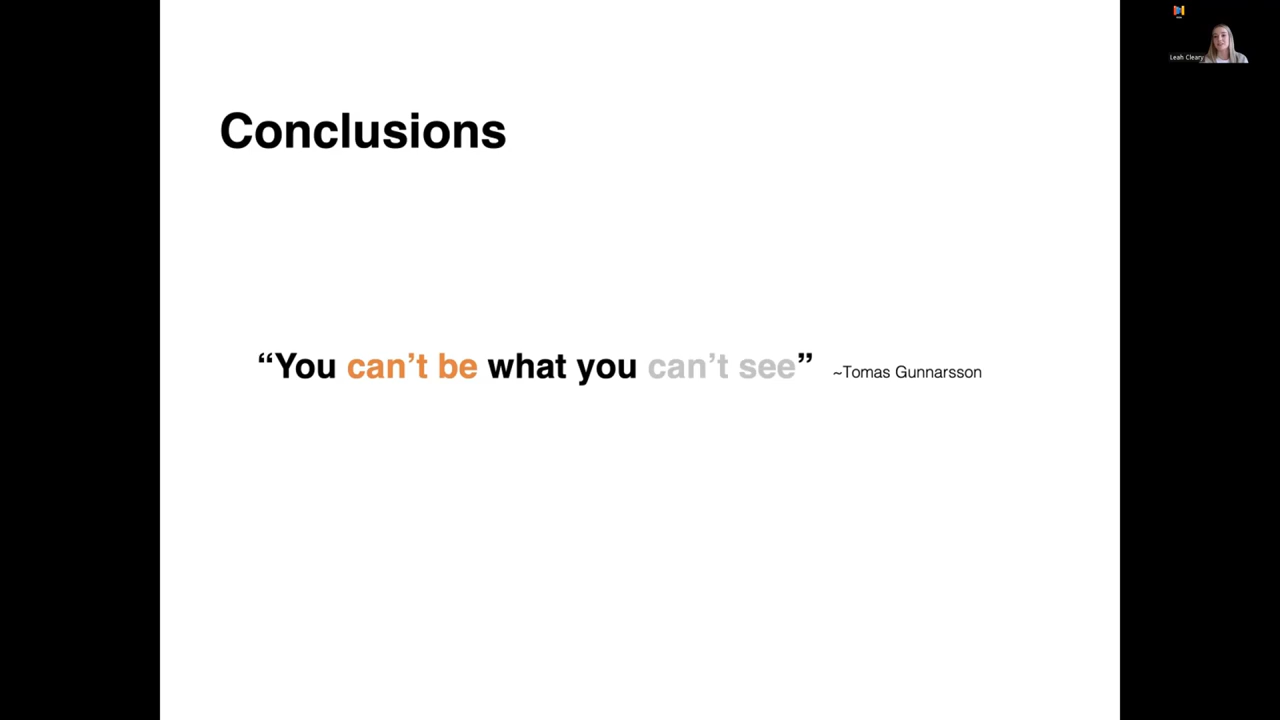 Conclusions
“You can’t be what you can’t see” ~Tomas Gunnarsson
Leah Cleary